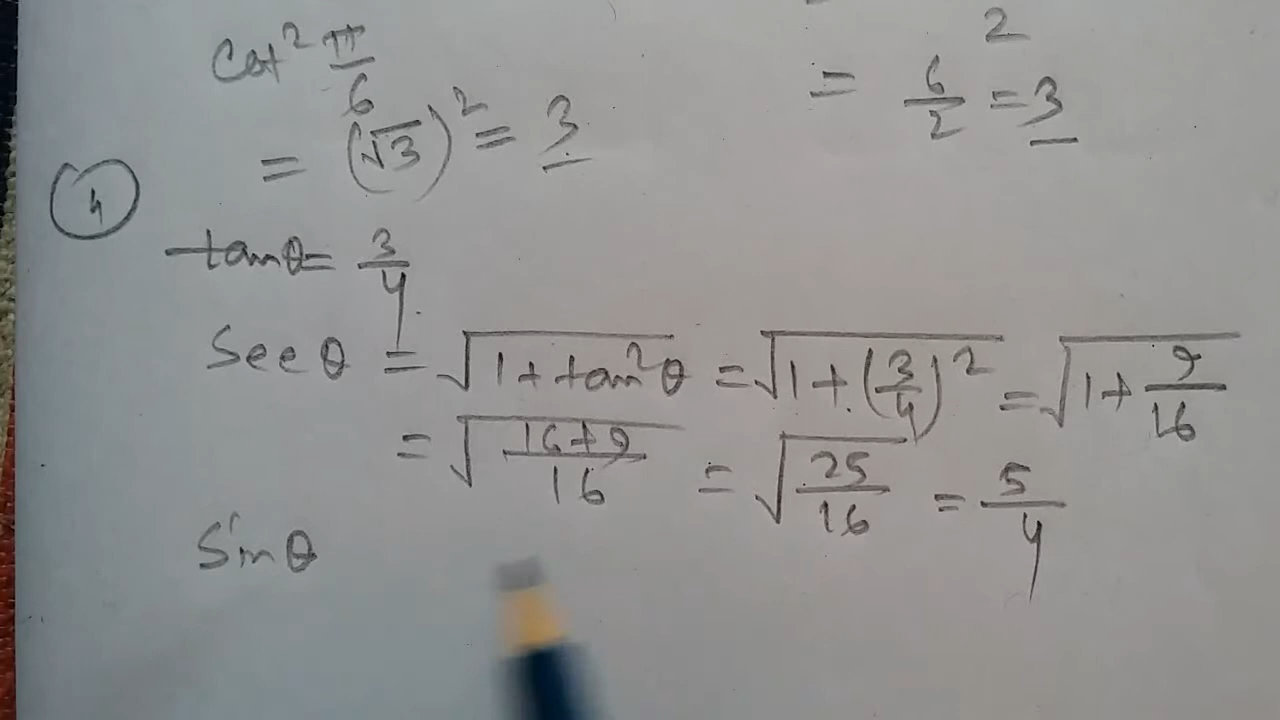 cot² π/6
= (√3)² = 3
2
= 6/2 = 3
4
tanθ = 3/4
Secθ = √1 + tan²θ = √1 + (3/4)² = √1 + 9/16
= √16+9/16 = √25/16 = 5/4
Sinθ